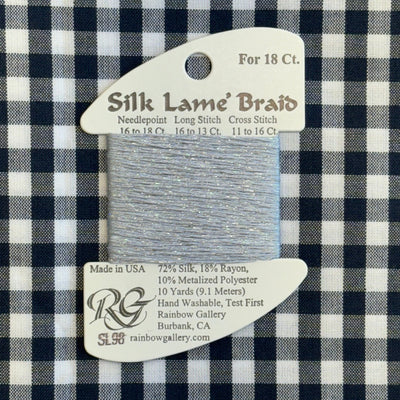 For 18 Ct.
Silk Lame' Braid
Needlepoint Long Stitch Cross Stitch
16 to 18 Ct. 16 to 13 Ct. 11 to 16 Ct.
Made in USA 72% Silk, 18% Rayon,
10% Metalized Polyester
10 Yards (9.1 Meters)
RG Hand Washable, Test First
Rainbow Gallery
Burbank, CA
SL98 rainbowgallery.com